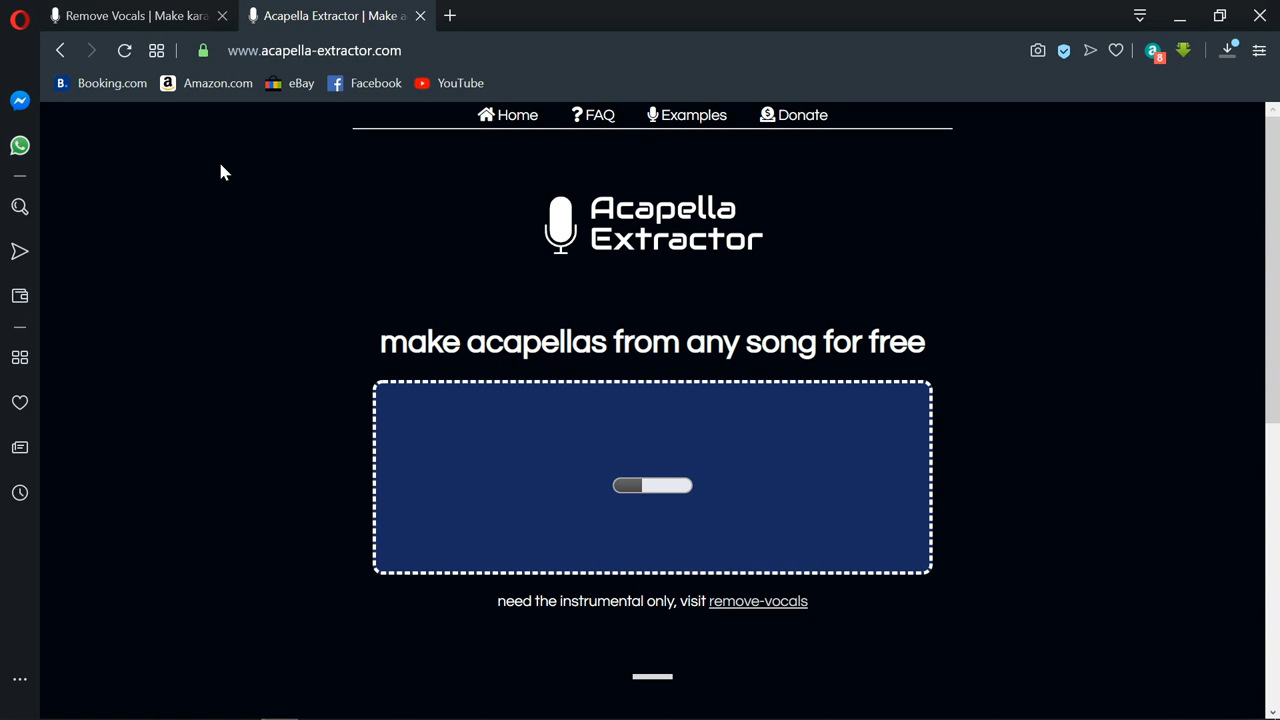 Remove Vocals | Make kara
Acapella Extractor | Make a
www.acapella-extractor.com
8
B. Booking.com
a Amazon.com
eBay
Facebook
YouTube
Home
FAQ
Examples
Donate
Acapella
Extractor
make acapellas from any song for free
need the instrumental only, visit remove-vocals